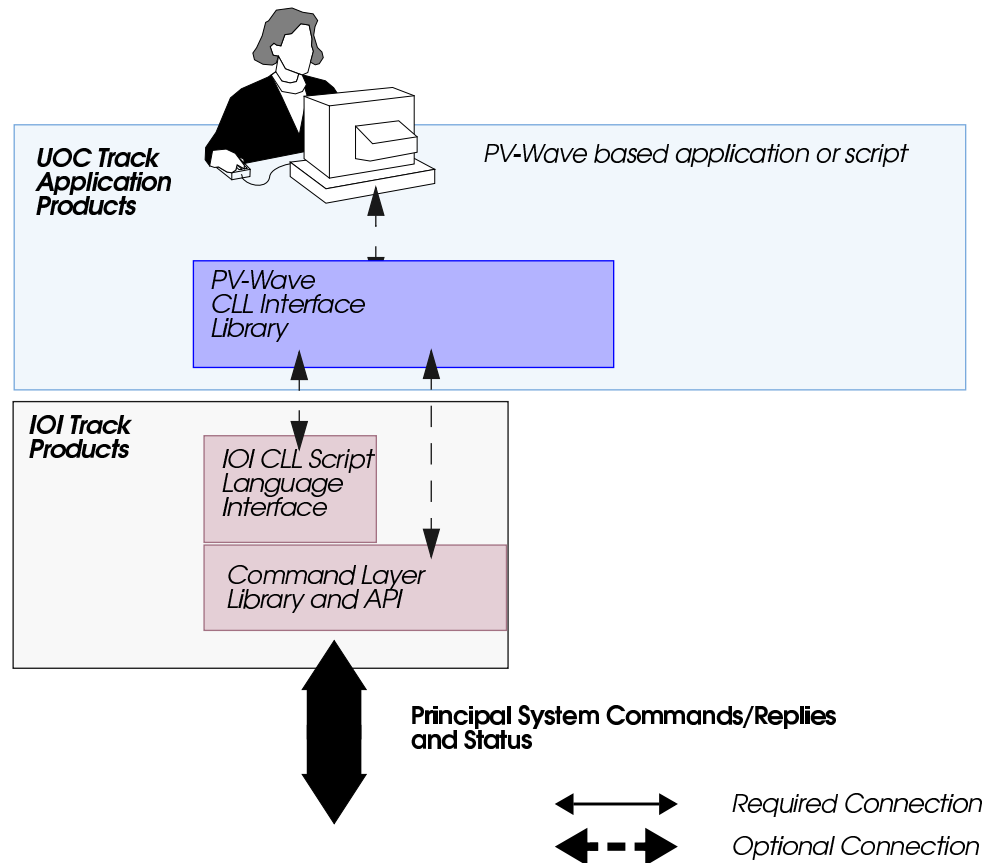 UOC Track
Application
Products
PV-Wave based application or script
PV-Wave
CLL Interface
Library
IOI Track
Products
IOI CLL Script
Language
Interface
Command Layer
Library and API
Principal System Commands/Replies
and Status
Required Connection
Optional Connection